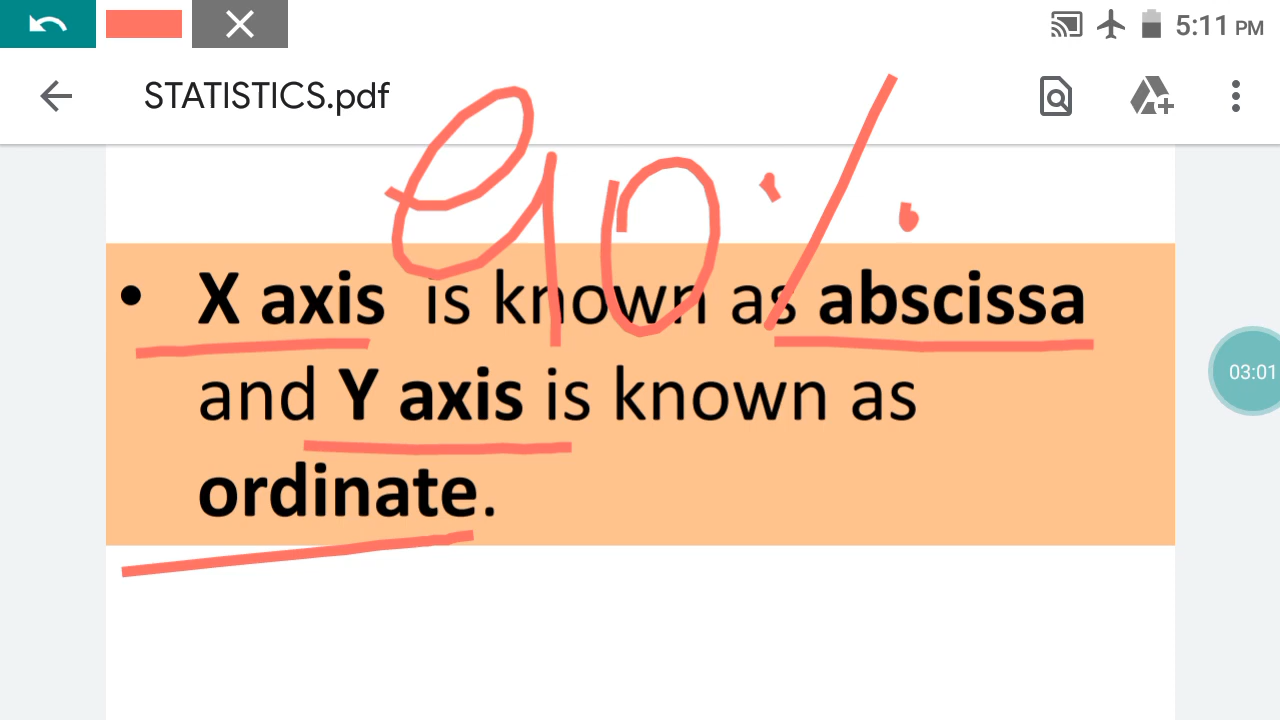 5:11 PM
STATISTICS.pdf
90%
• X axis is known as abscissa
and Y axis is known as
ordinate.
03:01